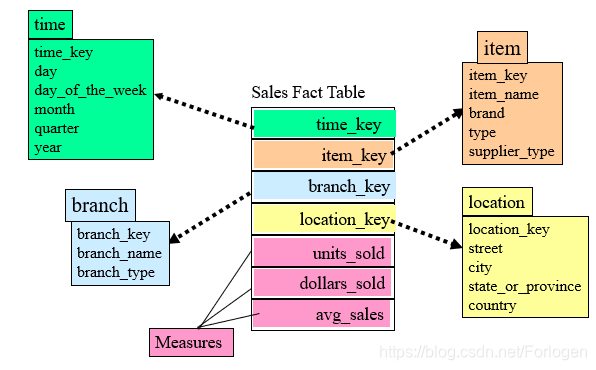 time
time_key
day
day_of_the_week
month
quarter
year
item
item_key
item_name
brand
type
supplier_type
Sales Fact Table
time_key
item_key
branch_key
location_key
units_sold
dollars_sold
avg_sales
branch
branch_key
branch_name
branch_type
location
location_key
street
city
state_or_province
country
Measures
https://blog.csdn.net/Forlogen